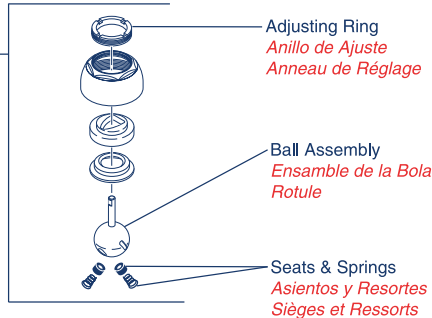 Adjusting Ring
Anillo de Ajuste
Anneau de Réglage
Ball Assembly
Ensamble de la Bola
Rotule
Seats & Springs
Asientos y Resortes
Sièges et Ressorts